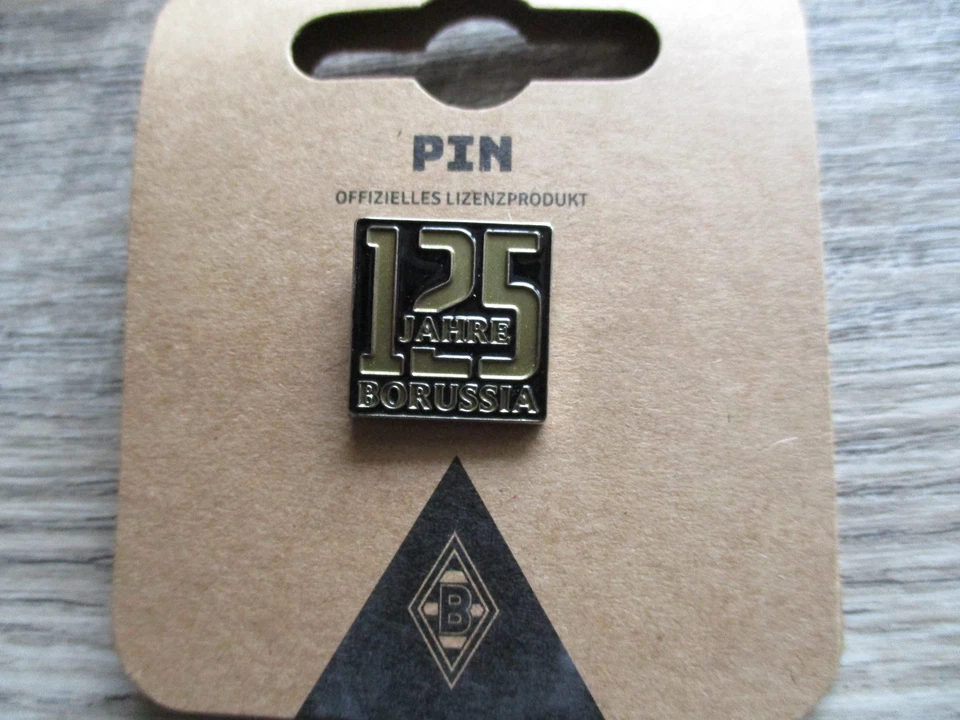 PIN
OFFIZIELLES LIZENZPRODUKT
125
JAHRE
BORUSSIA
B